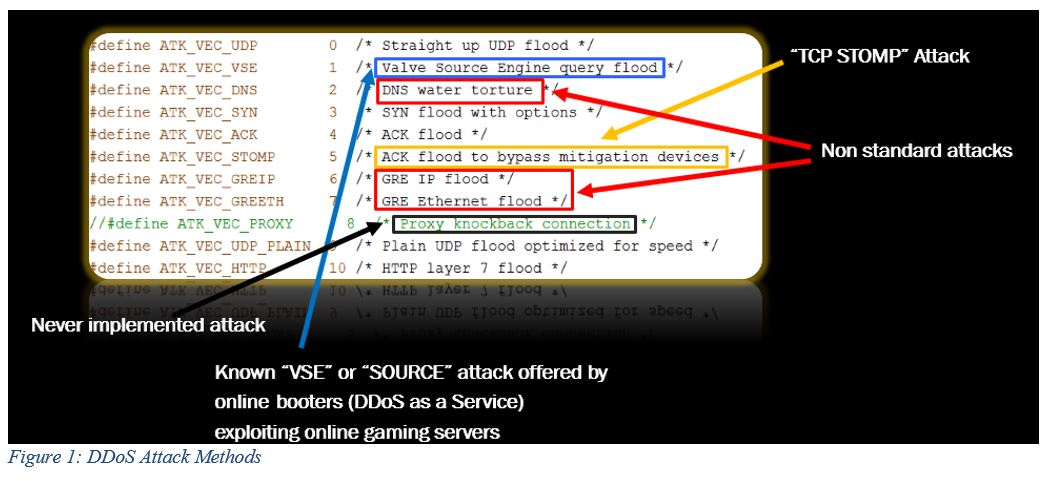 #define ATK_VEC_UDP 0 /* Straight up UDP flood */
#define ATK_VEC_VSE 1 /* Valve Source Engine query flood */
#define ATK_VEC_DNS 2 /* DNS water torture */
#define ATK_VEC_SYN 3 /* SYN flood with options */
#define ATK_VEC_ACK 4 /* ACK flood */
#define ATK_VEC_STOMP 5 /* ACK flood to bypass mitigation devices */
#define ATK_VEC_GREIP 6 /* GRE IP flood */
#define ATK_VEC_GREETH 7 /* GRE Ethernet flood */
//#define ATK_VEC_PROXY 8 /* Proxy knockback connection */
#define ATK_VEC_UDP_PLAIN 9 /* Plain UDP flood optimized for speed */
#define ATK_VEC_HTTP 10 /* HTTP layer 7 flood */
“TCP STOMP” Attack
Non standard attacks
Never implemented attack
Known “VSE” or “SOURCE” attack offered by
online booters (DDoS as a Service)
exploiting online gaming servers
Figure 1: DDoS Attack Methods